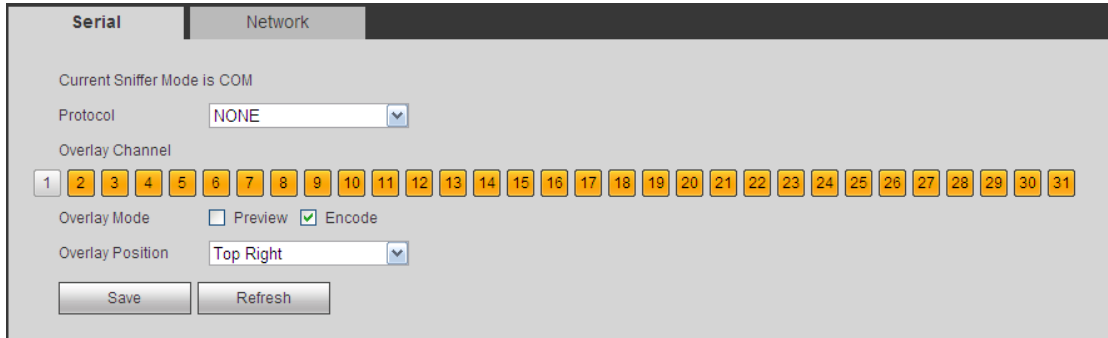 Serial Network
Current Sniffer Mode is COM
Protocol NONE
Overlay Channel
1 2 3 4 5 6 7 8 9 10 11 12 13 14 15 16 17 18 19 20 21 22 23 24 25 26 27 28 29 30 31
Overlay Mode Preview Encode
Overlay Position Top Right
Save Refresh